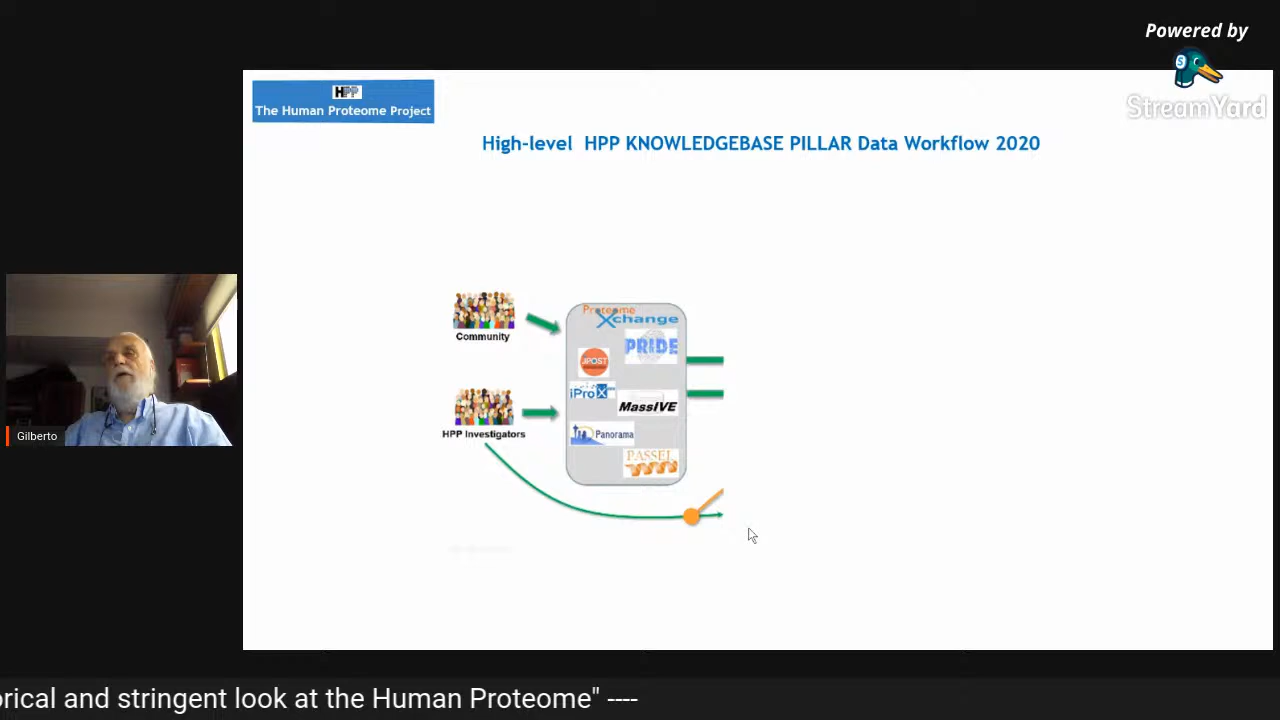 Powered by
StreamYard
HPP
The Human Proteome Project
High-level HPP KNOWLEDGEBASE PILLAR Data Workflow 2020
Community
HPP Investigators
Proteome
Xchange
PRIDE
jPOST
iProX
MassIVE
Panorama
PASSEL
Gilberto
orical and stringent look at the Human Proteome" ----